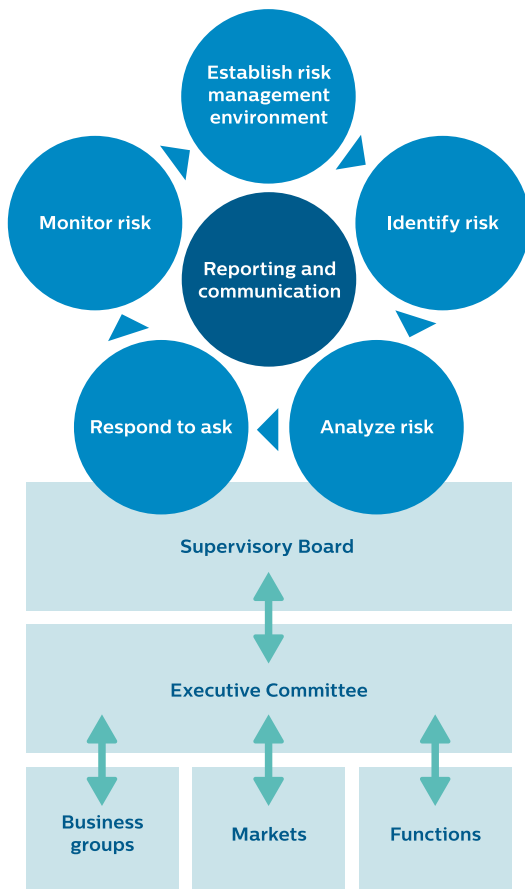 Establish risk
management
environment
Monitor risk
Identify risk
Reporting and
communication
Respond to ask
Analyze risk
Supervisory Board
Executive Committee
Business
groups
Markets
Functions